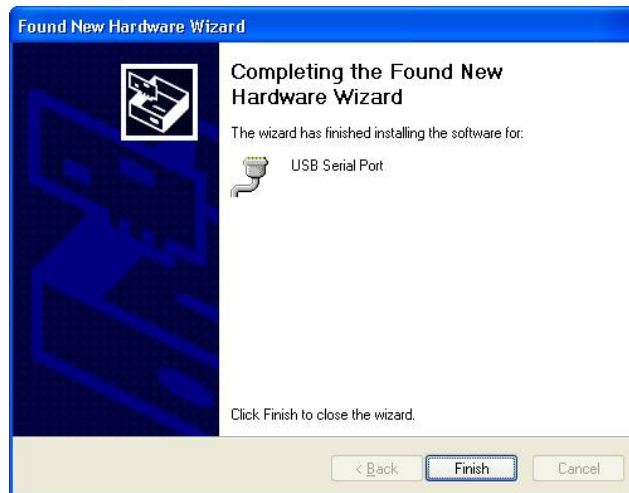 Found New Hardware Wizard
Completing the Found New
Hardware Wizard
The wizard has finished installing the software for:
USB Serial Port
Click Finish to close the wizard.
< Back Finish Cancel